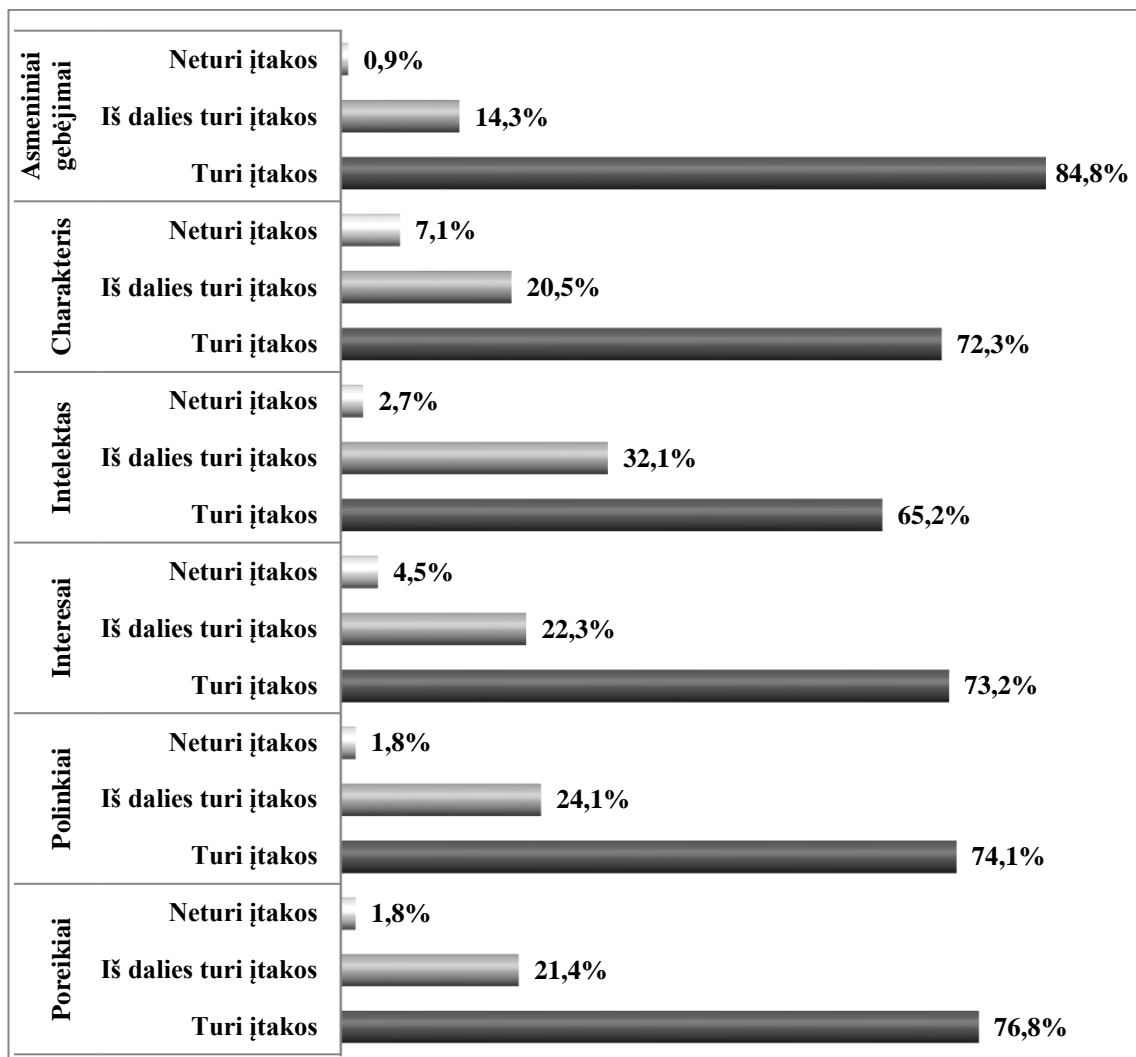 Asmeniniai
gebėjimai
Neturi įtakos 0,9%
Iš dalies turi įtakos 14,3%
Turi įtakos 84,8%
Charakteris
Neturi įtakos 7,1%
Iš dalies turi įtakos 20,5%
Turi įtakos 72,3%
Intelektas
Neturi įtakos 2,7%
Iš dalies turi įtakos 32,1%
Turi įtakos 65,2%
Interesai
Neturi įtakos 4,5%
Iš dalies turi įtakos 22,3%
Turi įtakos 73,2%
Polinkiai
Neturi įtakos 1,8%
Iš dalies turi įtakos 24,1%
Turi įtakos 74,1%
Poreikiai
Neturi įtakos 1,8%
Iš dalies turi įtakos 21,4%
Turi įtakos 76,8%